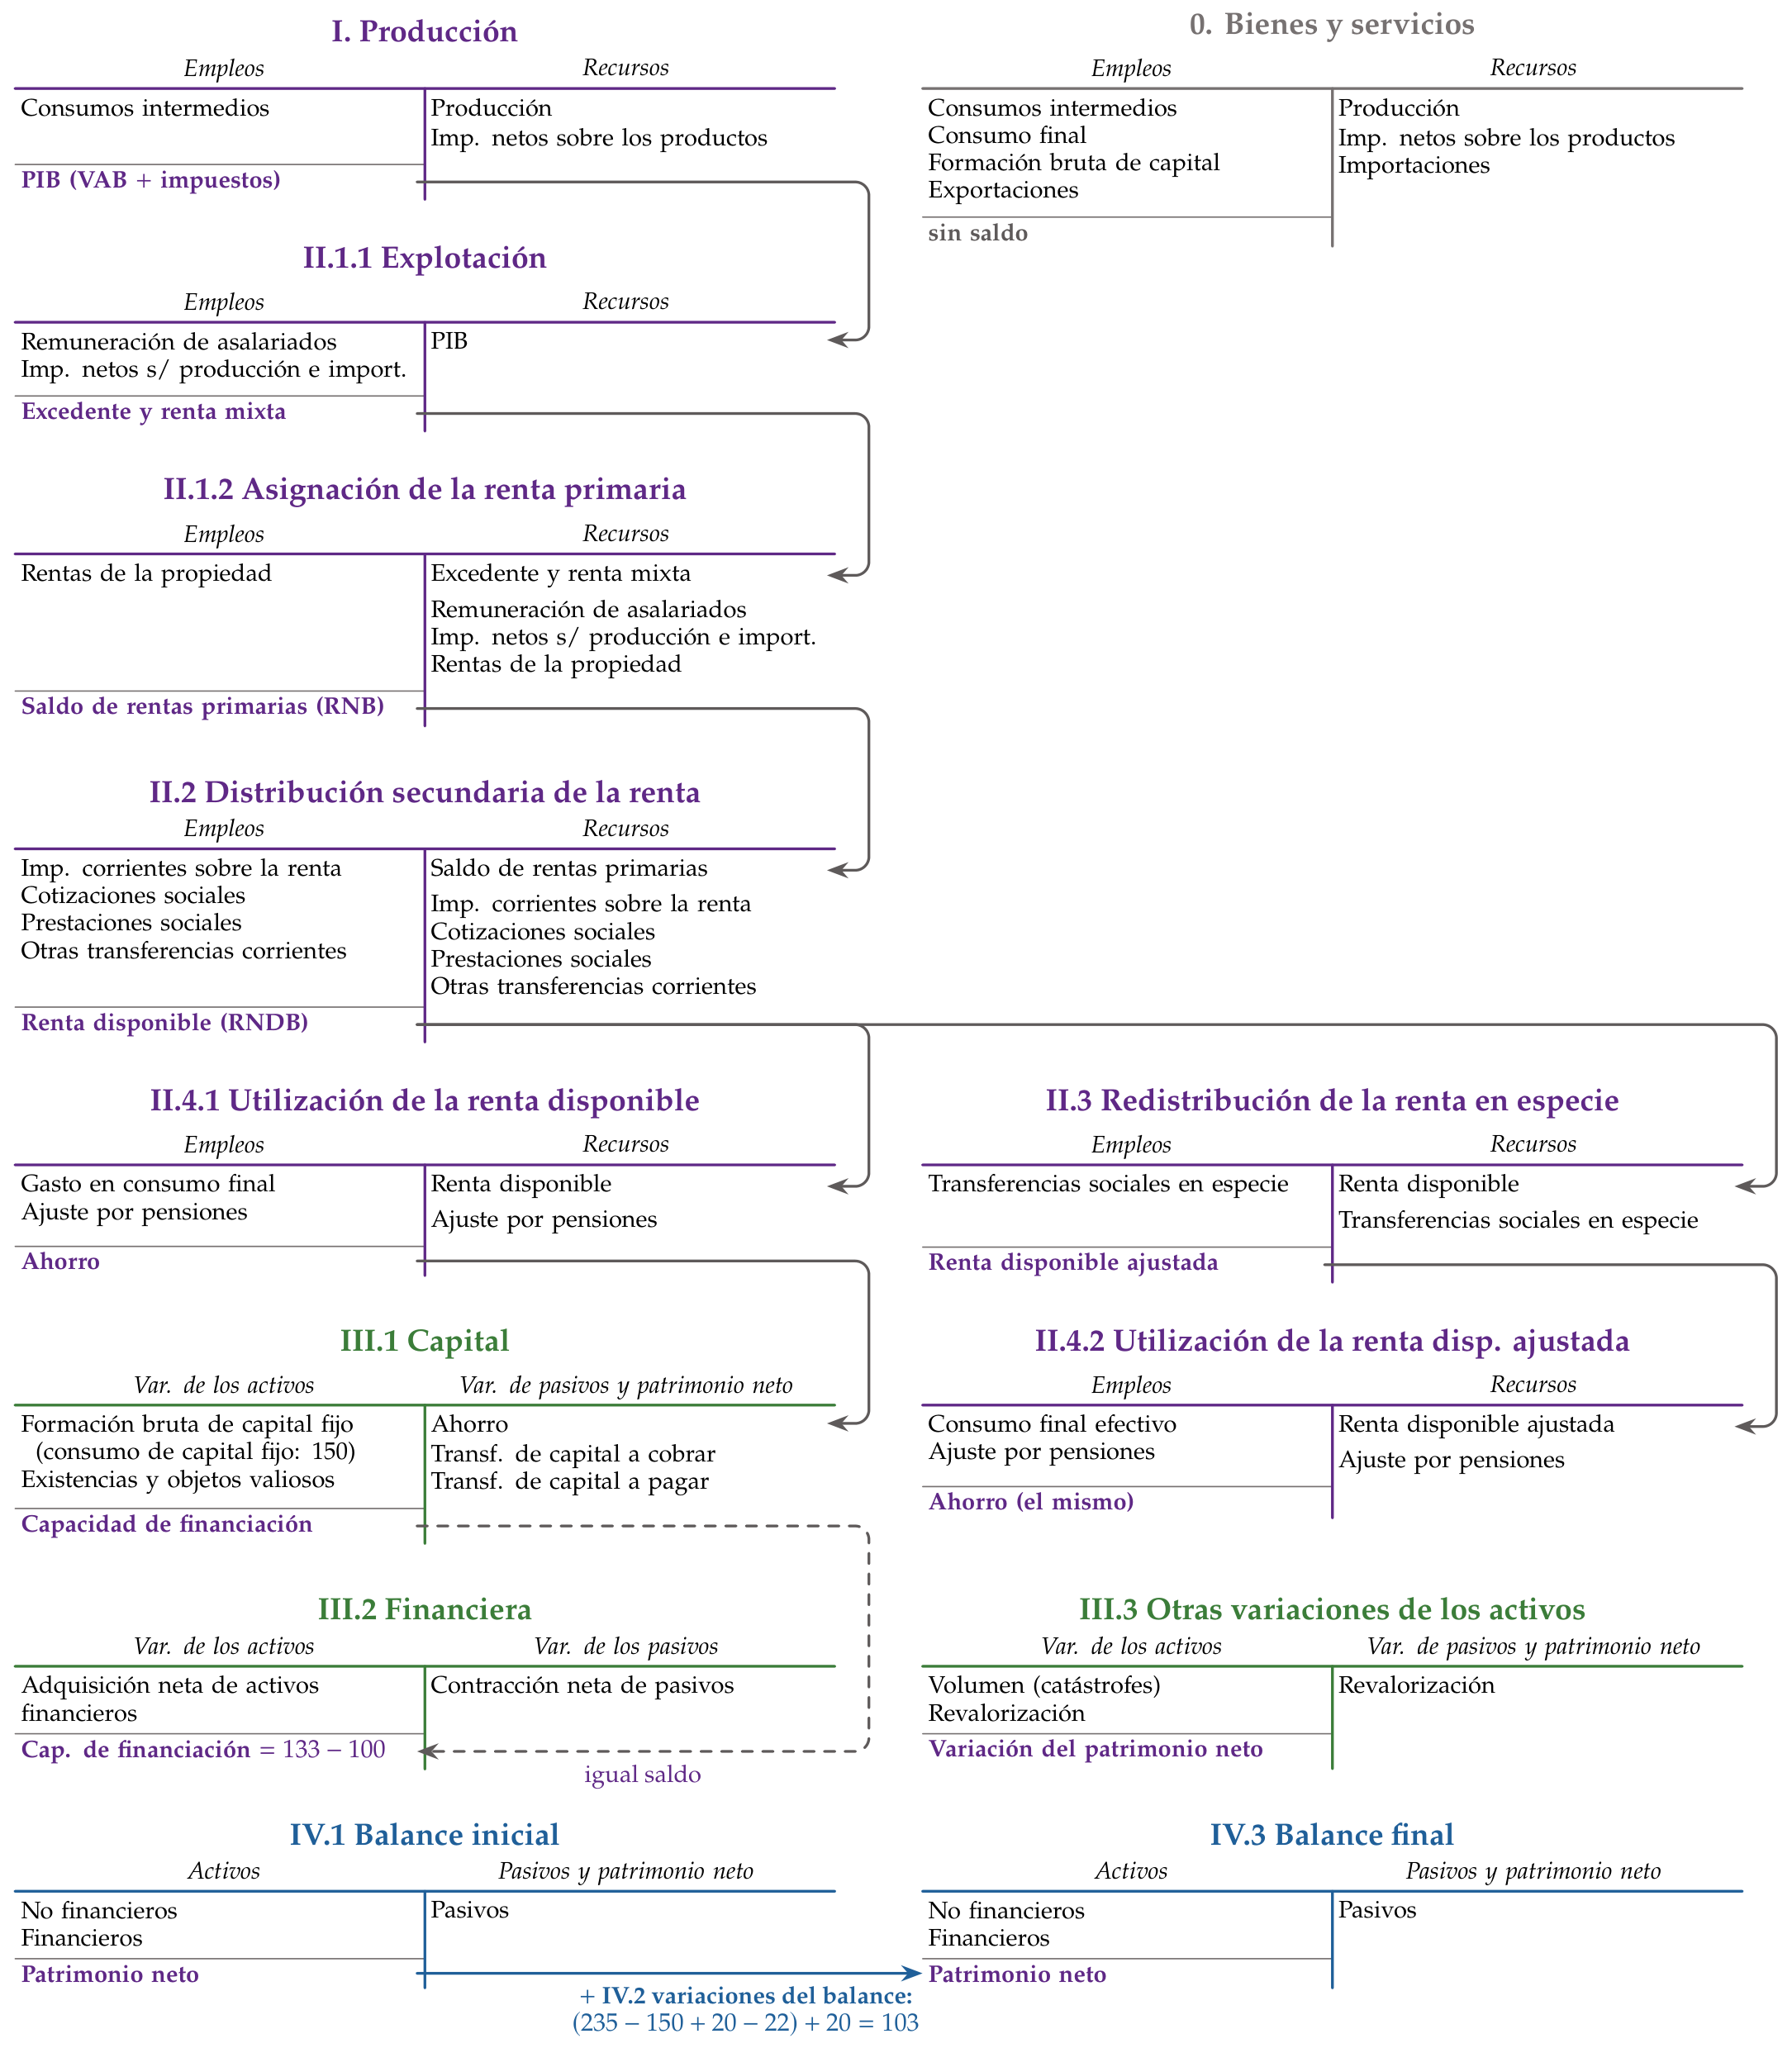 I. Producción
Empleos
Recursos
Consumos intermedios
Producción
Imp. netos sobre los productos
PIB (VAB + impuestos)
0. Bienes y servicios
Empleos
Recursos
Consumos intermedios
Consumo final
Formación bruta de capital
Exportaciones
Producción
Imp. netos sobre los productos
Importaciones
sin saldo
II.1.1 Explotación
Empleos
Recursos
Remuneración de asalariados
Imp. netos s/ producción e import.
PIB
Excedente y renta mixta
II.1.2 Asignación de la renta primaria
Empleos
Recursos
Rentas de la propiedad
Excedente y renta mixta
Remuneración de asalariados
Imp. netos s/ producción e import.
Rentas de la propiedad
Saldo de rentas primarias (RNB)
II.2 Distribución secundaria de la renta
Empleos
Recursos
Imp. corrientes sobre la renta
Cotizaciones sociales
Prestaciones sociales
Otras transferencias corrientes
Saldo de rentas primarias
Imp. corrientes sobre la renta
Cotizaciones sociales
Prestaciones sociales
Otras transferencias corrientes
Renta disponible (RNDB)
II.4.1 Utilización de la renta disponible
Empleos
Recursos
Gasto en consumo final
Ajuste por pensiones
Renta disponible
Ajuste por pensiones
Ahorro
II.3 Redistribución de la renta en especie
Empleos
Recursos
Transferencias sociales en especie
Renta disponible
Transferencias sociales en especie
Renta disponible ajustada
III.1 Capital
Var. de los activos
Var. de pasivos y patrimonio neto
Formación bruta de capital fijo
(consumo de capital fijo: 150)
Existencias y objetos valiosos
Ahorro
Transf. de capital a cobrar
Transf. de capital a pagar
Capacidad de financiación
II.4.2 Utilización de la renta disp. ajustada
Empleos
Recursos
Consumo final efectivo
Ajuste por pensiones
Renta disponible ajustada
Ajuste por pensiones
Ahorro (el mismo)
III.2 Financiera
Var. de los activos
Var. de los pasivos
Adquisición neta de activos
financieros
Contracción neta de pasivos
Cap. de financiación = 133 − 100
igual saldo
III.3 Otras variaciones de los activos
Var. de los activos
Var. de pasivos y patrimonio neto
Volumen (catástrofes)
Revalorización
Revalorización
Variación del patrimonio neto
IV.1 Balance inicial
Activos
Pasivos y patrimonio neto
No financieros
Financieros
Pasivos
Patrimonio neto
+ IV.2 variaciones del balance:
(235 − 150 + 20 − 22) + 20 = 103
IV.3 Balance final
Activos
Pasivos y patrimonio neto
No financieros
Financieros
Pasivos
Patrimonio neto